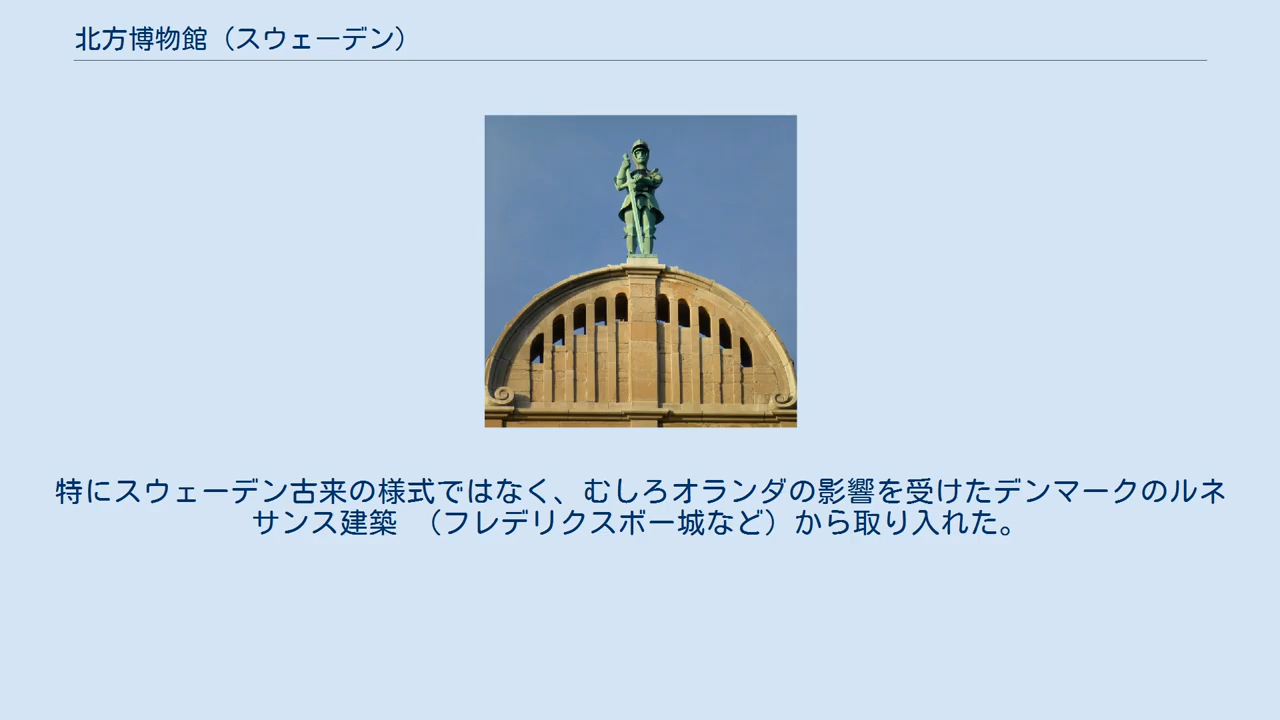 北方博物館（スウェーデン）
特にスウェーデン古来の様式ではなく、むしろオランダの影響を受けたデンマークのルネ
サンス建築　（フレデリクスボー城など）から取り入れた。